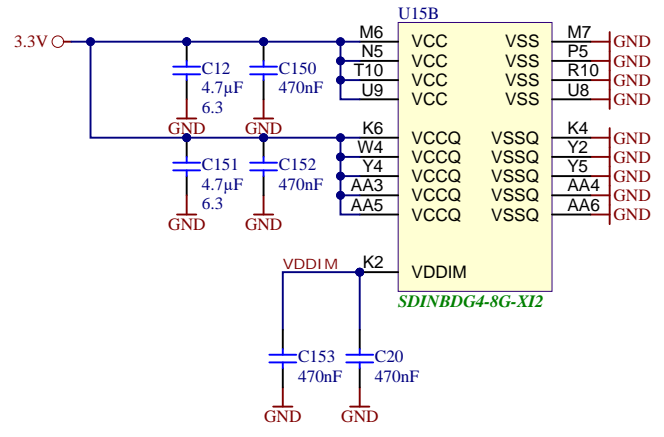 U15B
3.3V
M6 VCC VSS M7 GND
N5 VCC VSS P5 GND
T10 VCC VSS R10 GND
U9 VCC VSS U8 GND
C12 C150
4.7µF 470nF
6.3
GND GND
K6 VCCQ VSSQ K4 GND
W4 VCCQ VSSQ Y2 GND
Y4 VCCQ VSSQ Y5 GND
AA3 VCCQ VSSQ AA4 GND
AA5 VCCQ VSSQ AA6 GND
C151 C152
4.7µF 470nF
6.3
GND GND
VDDIM K2 VDDIM
SDINBDG4-8G-XI2
C153 C20
470nF 470nF
GND GND